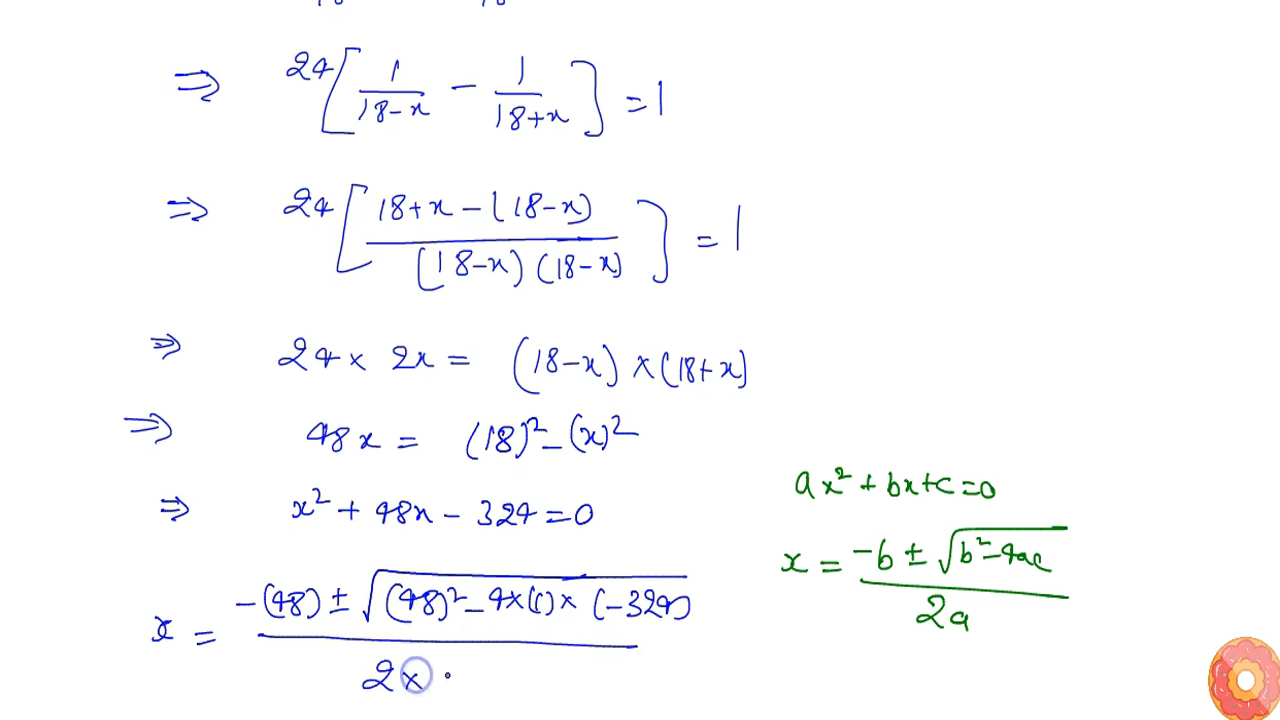 ⇒ 24[1/(18-x) - 1/(18+x)] = 1
⇒ 24[(18+x-(18-x))/((18-x)(18-x))] = 1
⇒ 24 × 2x = (18-x) × (18+x)
⇒ 48x = (18)² - (x)²
⇒ x² + 48x - 324 = 0
ax² + bx + c = 0
x = (-b ± √(b² - 4ac))/2a
x = (-(48) ± √((48)² - 4×(1)×(-324)))/2×